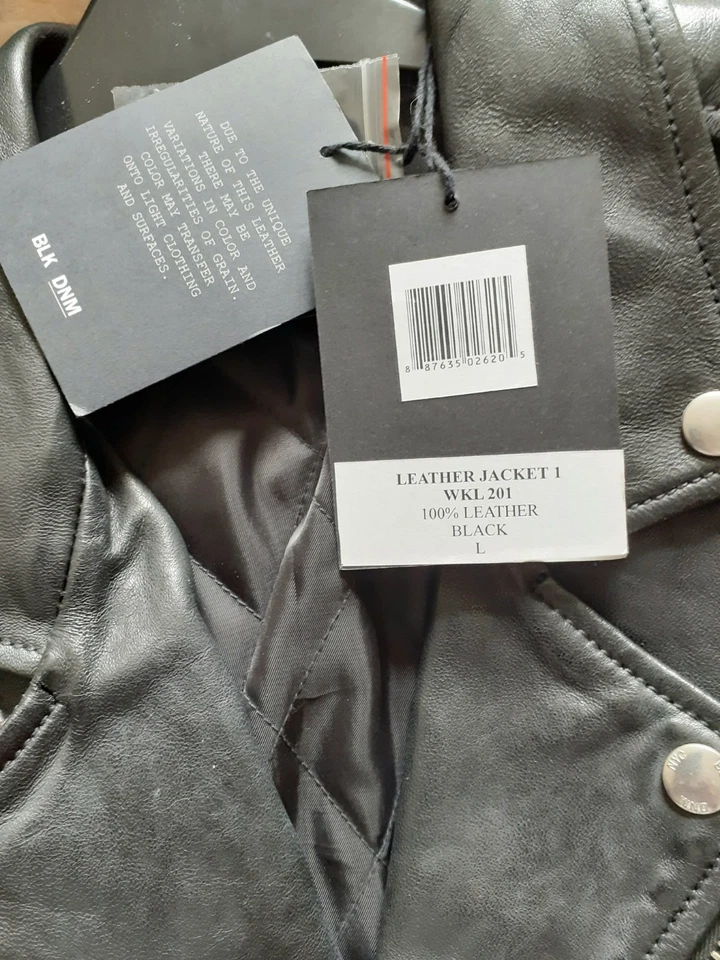 DUE TO THE UNIQUE
NATURE OF THIS LEATHER
THERE MAY BE
VARIATIONS IN COLOR AND
IRREGULARITIES OF GRAIN.
COLOR MAY TRANSFER
ONTO LIGHT CLOTHING
AND SURFACES.
BLK DNM
8 87635 02620 5
LEATHER JACKET 1
WKL 201
100% LEATHER
BLACK
L